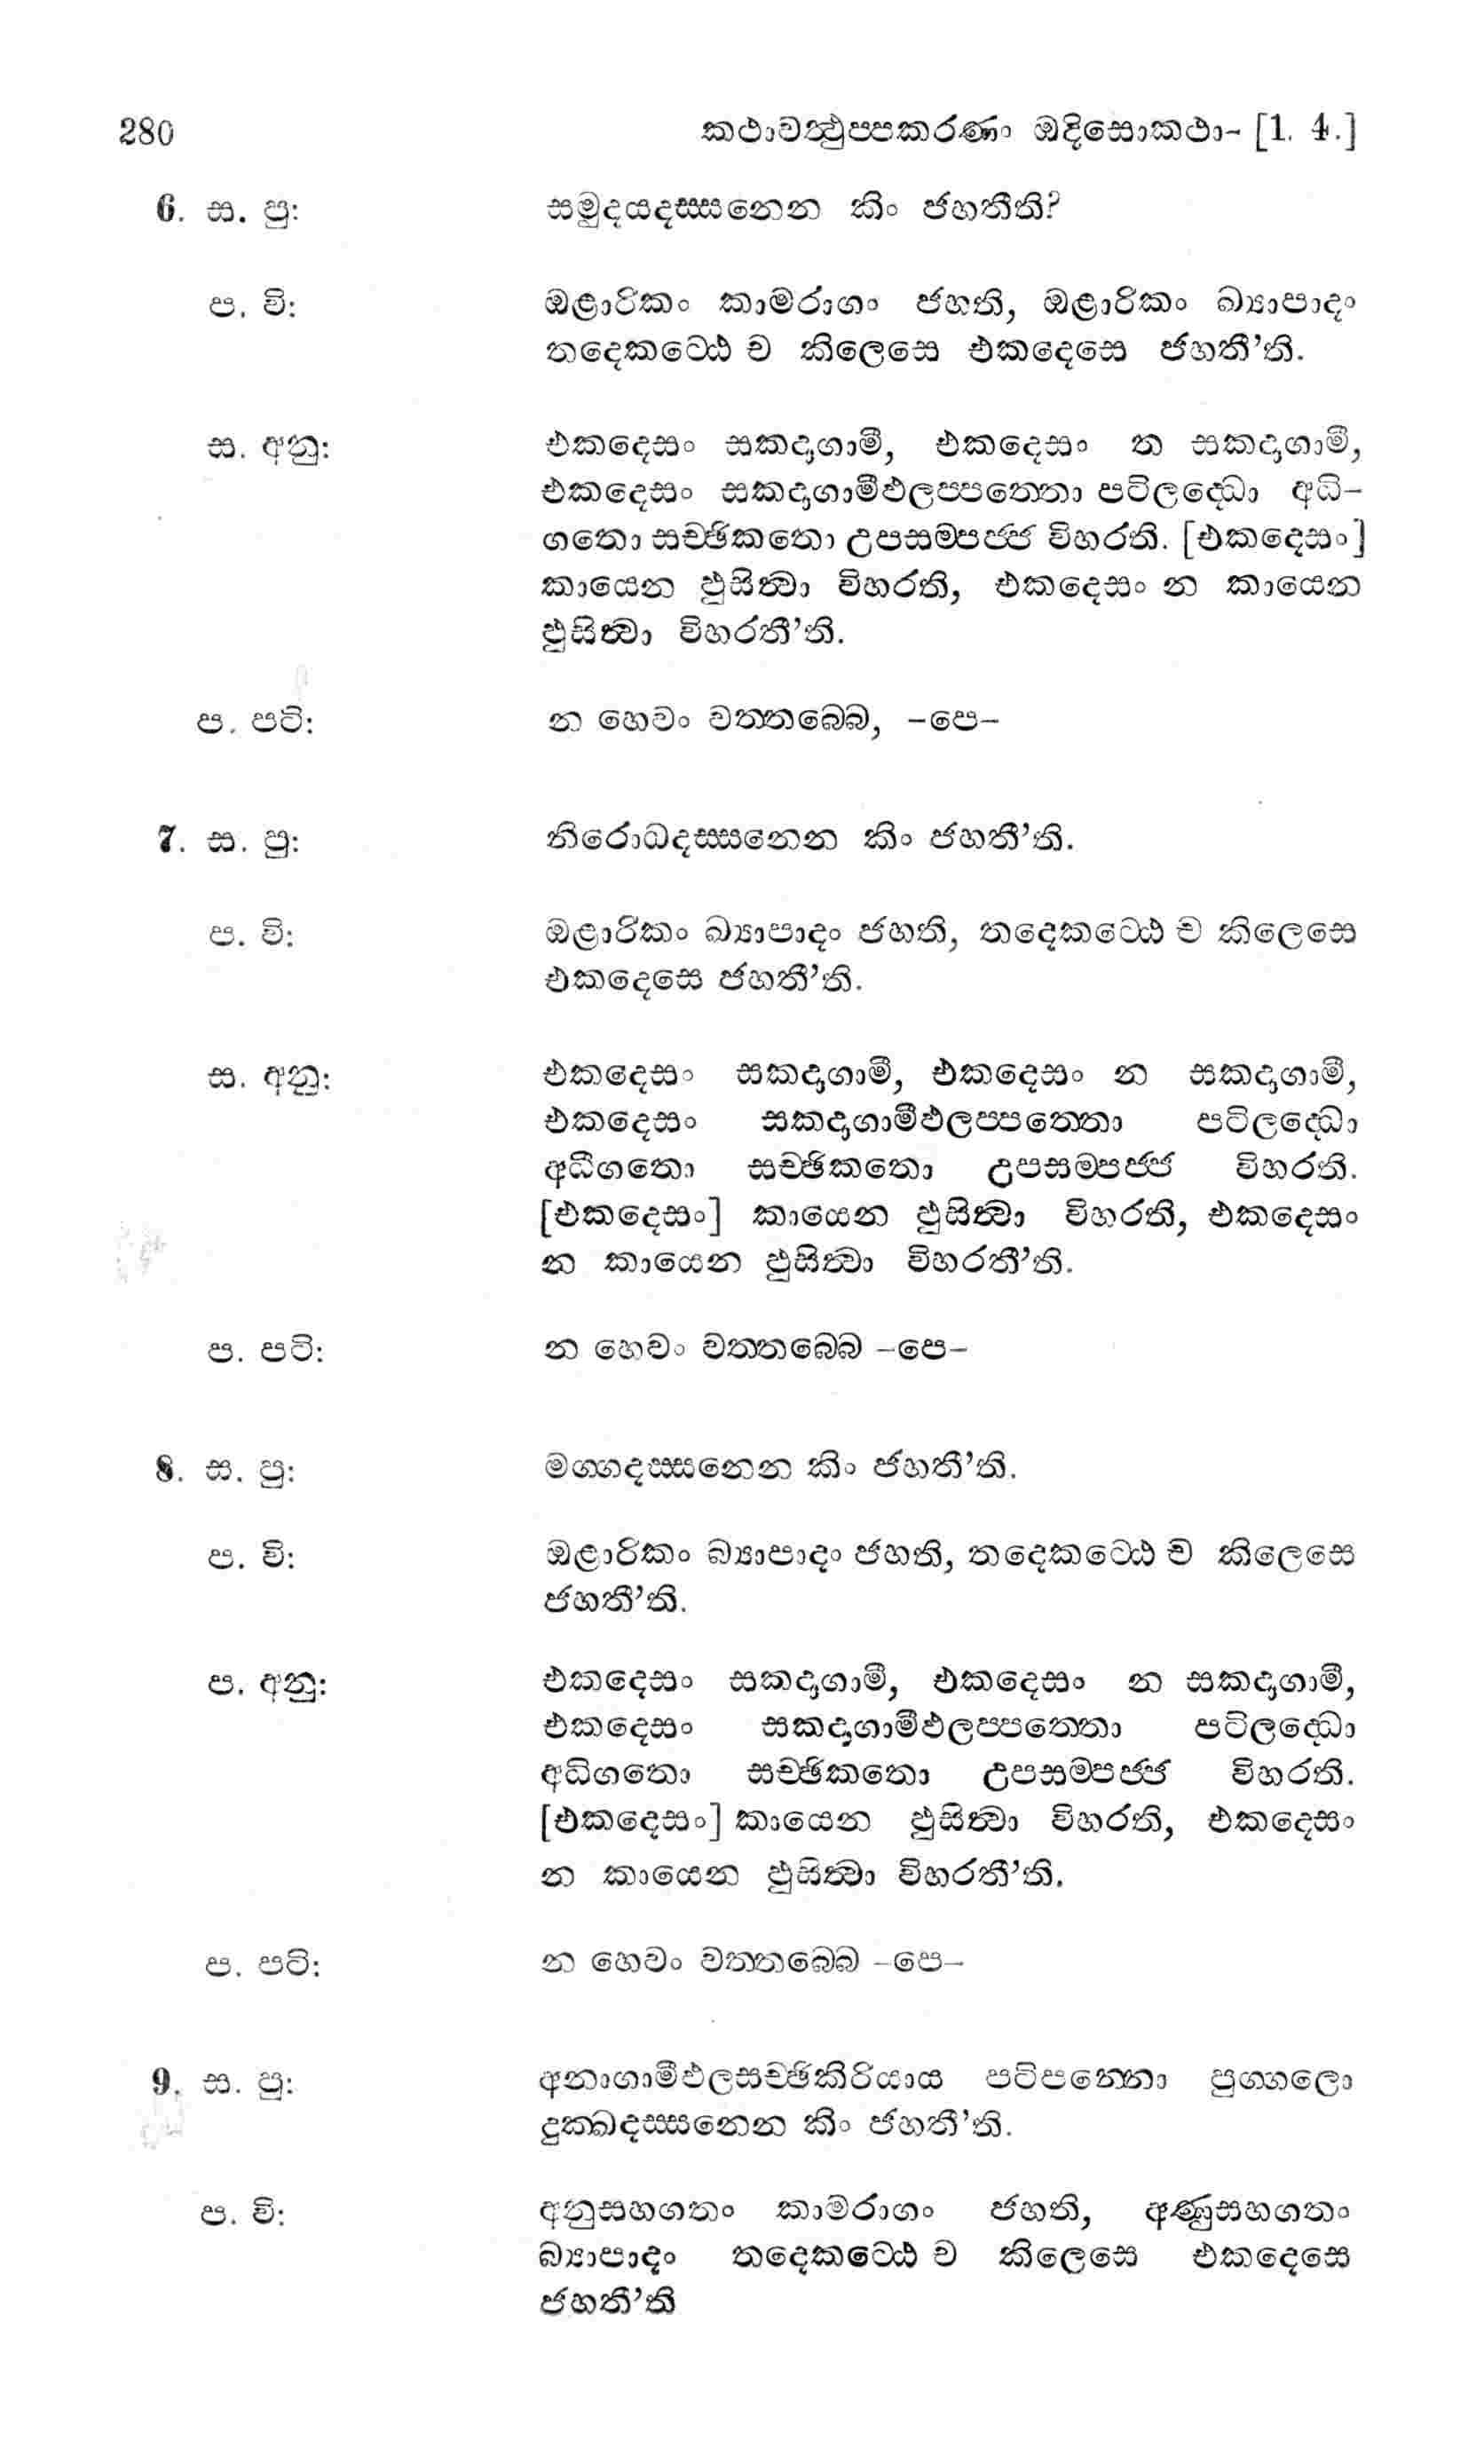 280 කථාවත්‍ථුප‍්පකරණං ඔදිසොකථා- [1. 4.]
6. ස. පු: සමුදයදස‍්සනෙන කිං ජහතීති?
ප. වි: ඔළාරිකං කාමරාගං ජහති, ඔළාරිකං ඛ්‍යාපාදං
තදෙකට‍්ඨෙ ච කිලෙසෙ එකදෙසෙ ජහතී’ති.
ස. අනු: එකදෙසං සකදාගාමී, එකදෙසං ත සකදාගාමී,
එකදෙසං සකදාගාමීඵලප‍්පත‍්තො පටිලද්‍ධො අධි-
ගතො සච‍්ඡිකතො උපසම‍්පජ‍්ජ විහරති. [එකදෙසං]
කායෙන ඵුසිත්‍වා විහරති, එකදෙසං න කායෙන
ඵුසිත්‍වා විහරතී’ති.
ප. පටි: න හෙවං වත‍්තබ‍්බෙ, -පෙ-
7. ස. පු: නිරොධදස‍්සනෙන කිං ජහතී’ති.
ප. වි: ඔළාරිකං ඛ්‍යාපාදං ජහති, තදෙකට‍්ඨෙ ච කිලෙසෙ
එකදෙසෙ ජහතී’ති.
ස. අනු: එකදෙසං සකදාගාමී, එකදෙසං න සකදාගාමී,
එකදෙසං සකදාගාමීඵලප‍්පත‍්තො පටිලද්‍ධො
අධිගතො සච‍්ඡිකතො උපසම‍්පජ‍්ජ විහරති.
[එකදෙසං] කායෙන ඵුසිත්‍වා විහරති, එකදෙසං
න කායෙන ඵුසිත්‍වා විහරතී’ති.
ප. පටි: න හෙවං වත‍්තබ‍්බෙ -පෙ-
8. ස. පු: මග‍්ගදස‍්සනෙන කිං ජහතී’ති.
ප. වි: ඔළාරිකං බ්‍යාපාදං ජහති, තදෙකට‍්ඨෙ ච කිලෙසෙ
ජහතී’ති.
ප. අනු: එකදෙසං සකදාගාමී, එකදෙසං න සකදාගාමී,
එකදෙසං සකදාගාමීඵලප‍්පත‍්තො පටිලද්‍ධො
අධිගතො සච‍්ඡිකතො උපසම‍්පජ‍්ජ විහරති.
[එකදෙසං] කායෙන ඵුසිත්‍වා විහරති, එකදෙසං
න කායෙන ඵුසිත්‍වා විහරතී’ති.
ප. පටි: න හෙවං වත‍්තබ‍්බෙ -පෙ-
9. ස. පු: අනාගාමීඵලසච‍්ඡිකිරියාය පටිපන‍්නො පුග‍්ගලො
දුක‍්ඛදස‍්සනෙන කිං ජහතී’ති.
ප. වි: අනුසහගතං කාමරාගං ජහති, අණුසහගතං
බ්‍යාපාදං තදෙකට‍්ඨෙ ච කිලෙසෙ එකදෙසෙ
ජහතී’ති